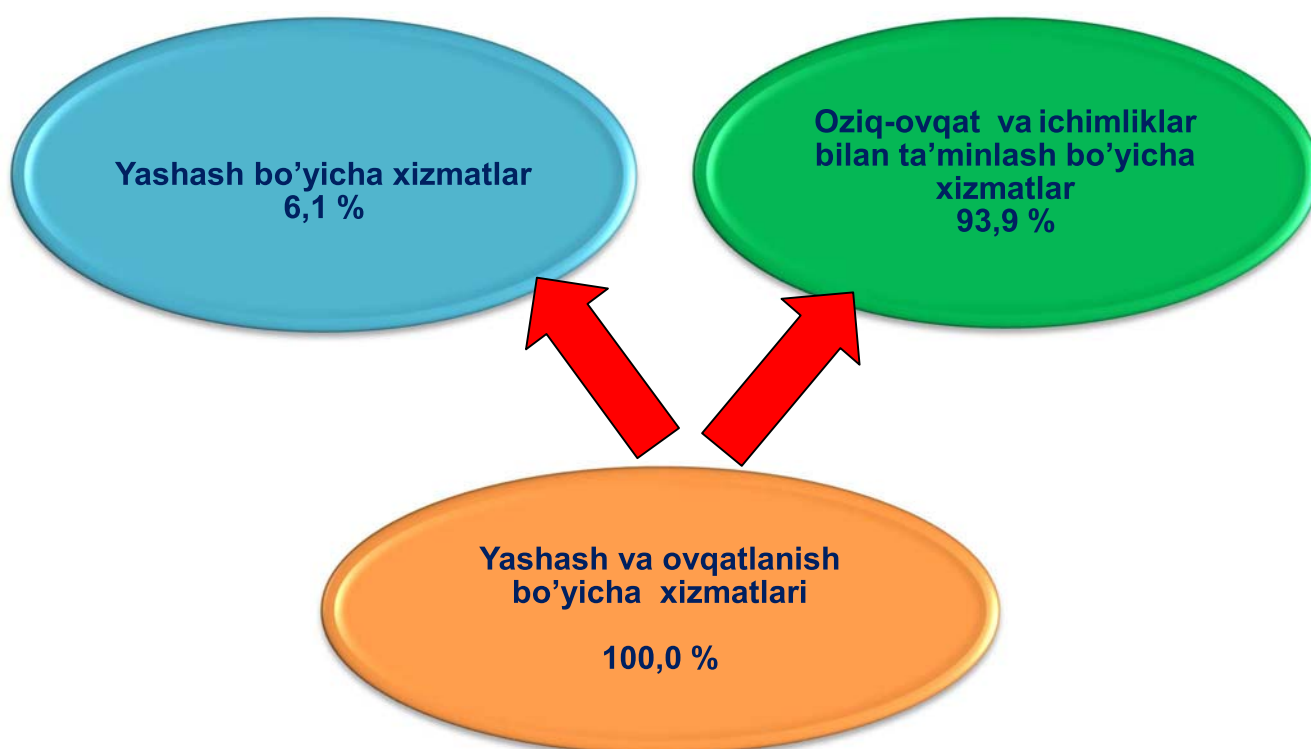 Yashash bo’yicha xizmatlar
6,1 %
Oziq-ovqat va ichimliklar
bilan ta’minlash bo’yicha
xizmatlar
93,9 %
Yashash va ovqatlanish
bo’yicha xizmatlari
100,0 %